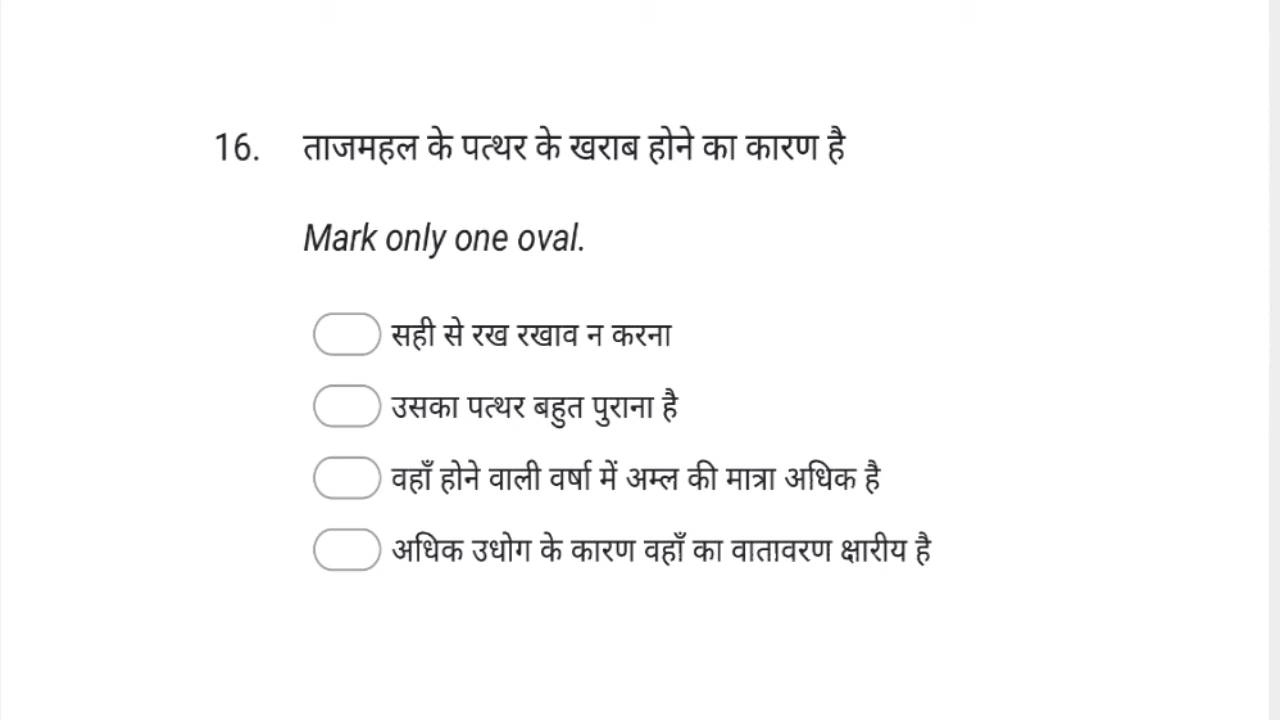 16. ताजमहल के पत्थर के खराब होने का कारण है
Mark only one oval.
सही से रख रखाव न करना
उसका पत्थर बहुत पुराना है
वहाँ होने वाली वर्षा में अम्ल की मात्रा अधिक है
अधिक उधोग के कारण वहाँ का वातावरण क्षारीय है